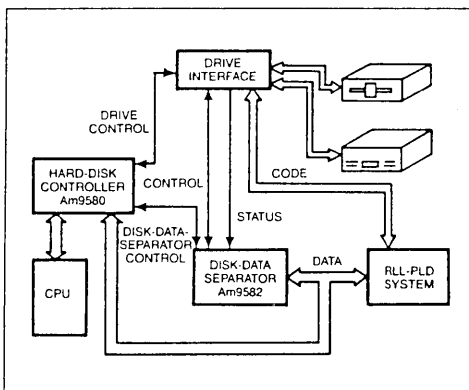 DRIVE
INTERFACE
DRIVE
CONTROL
HARD-DISK
CONTROLLER
Am9580
CONTROL
CODE
DISK-DATA-
SEPARATOR
CONTROL
STATUS
CPU
DISK-DATA
SEPARATOR
Am9582
DATA
RLL-PLD
SYSTEM